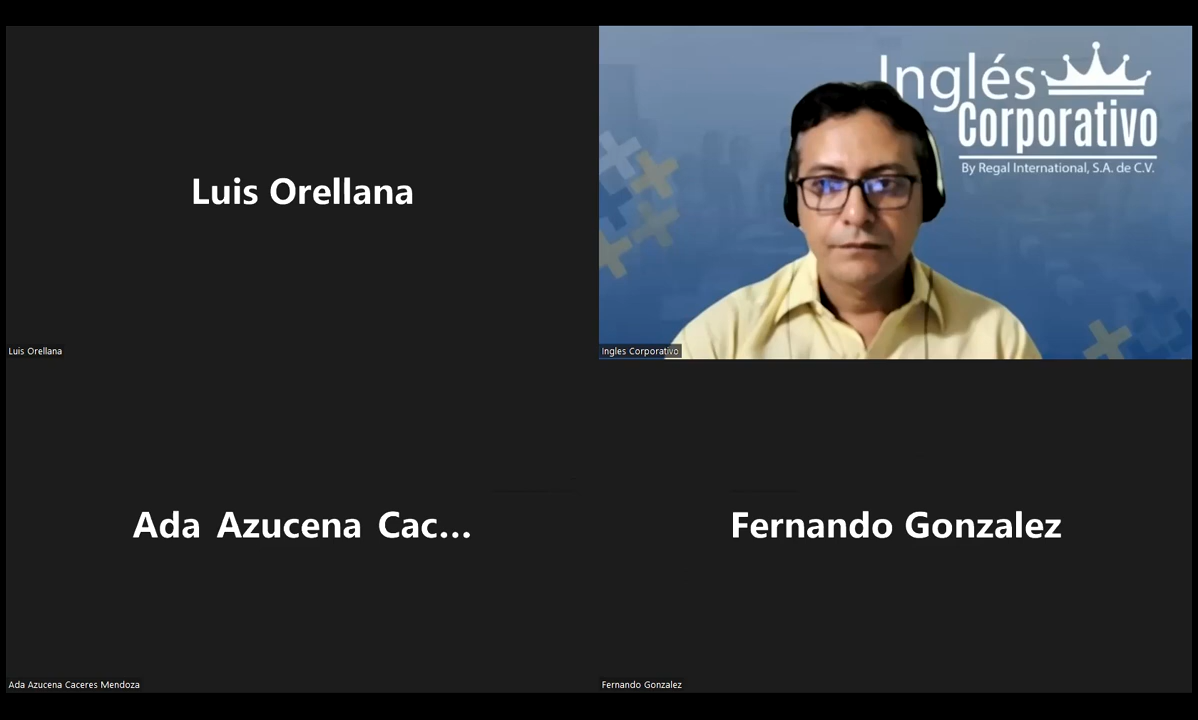 Luis Orellana
Luis Orellana
Inglés
Corporativo
By Regal International, S.A. de C.V.
Ingles Corporativo
Ada Azucena Cac...
Ada Azucena Caceres Mendoza
Fernando Gonzalez
Fernando Gonzalez